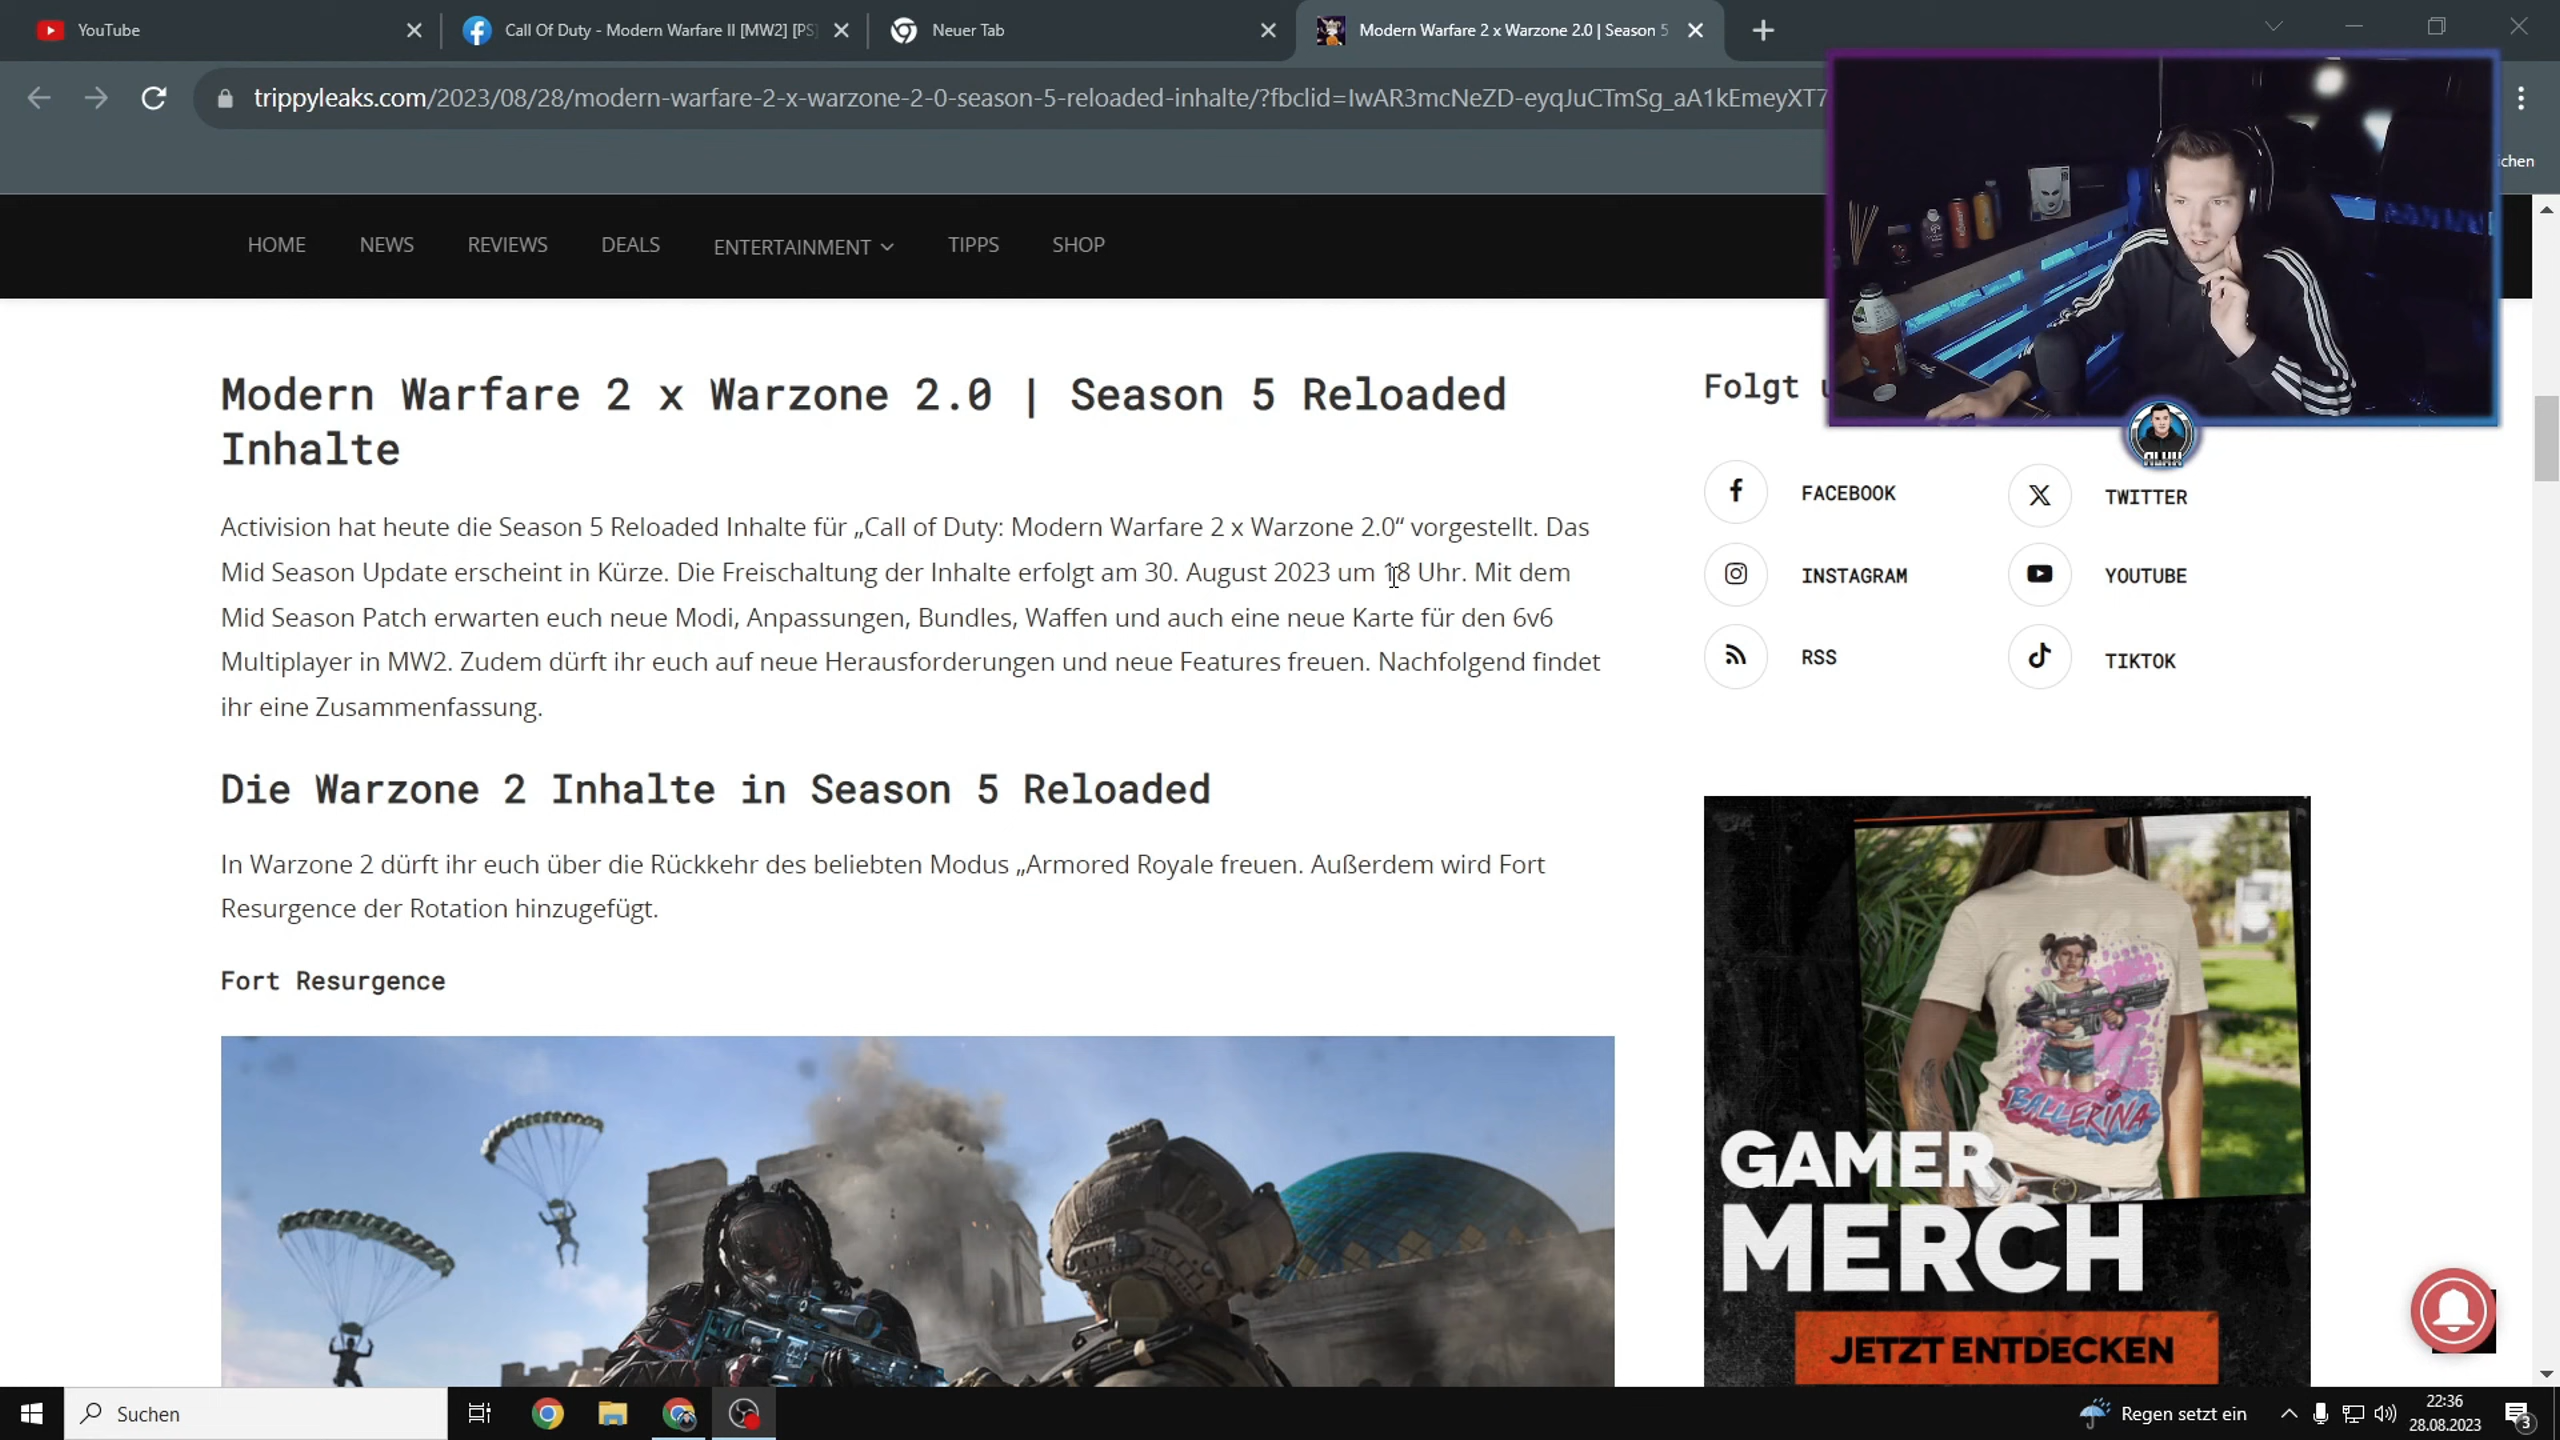 YouTube
Call Of Duty - Modern Warfare II [MW2] [PS
Neuer Tab
Modern Warfare 2 x Warzone 2.0 | Season 5
trippyleaks.com/2023/08/28/modern-warfare-2-x-warzone-2-0-season-5-reloaded-inhalte/?fbclid=IwAR3mcNeZD-eyqJuCTmSg_aA1kEmeyXT7
ichen
HOME NEWS REVIEWS DEALS ENTERTAINMENT TIPPS SHOP
Modern Warfare 2 x Warzone 2.0 | Season 5 Reloaded
Inhalte
Activision hat heute die Season 5 Reloaded Inhalte für „Call of Duty: Modern Warfare 2 x Warzone 2.0“ vorgestellt. Das
Mid Season Update erscheint in Kürze. Die Freischaltung der Inhalte erfolgt am 30. August 2023 um 18 Uhr. Mit dem
Mid Season Patch erwarten euch neue Modi, Anpassungen, Bundles, Waffen und auch eine neue Karte für den 6v6
Multiplayer in MW2. Zudem dürft ihr euch auf neue Herausforderungen und neue Features freuen. Nachfolgend findet
ihr eine Zusammenfassung.
Die Warzone 2 Inhalte in Season 5 Reloaded
In Warzone 2 dürft ihr euch über die Rückkehr des beliebten Modus „Armored Royale freuen. Außerdem wird Fort
Resurgence der Rotation hinzugefügt.
Fort Resurgence
Folgt u
ALHX
FACEBOOK
TWITTER
INSTAGRAM
YOUTUBE
RSS
TIKTOK
BALLERINA
GAMER
MERCH
JETZT ENTDECKEN
Suchen
Regen setzt ein
22:36
28.08.2023
3